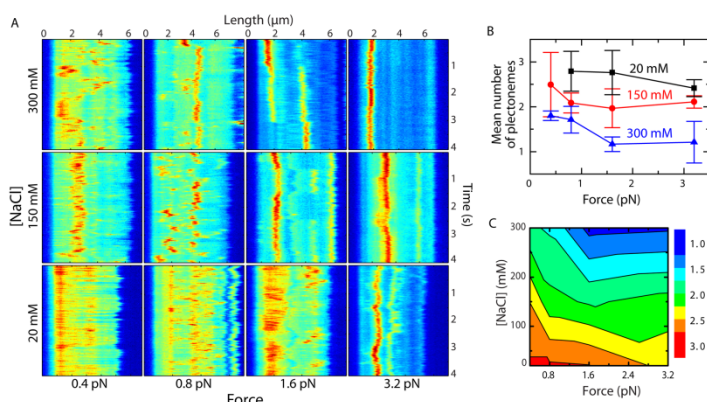 A
Length (μm)
0 2 4 6 0 2 4 6 0 2 4 6 0 2 4 6
300 mM
1
2
3
4
[NaCl]
150 mM
Time (s)
1
2
3
4
20 mM
1
2
3
4
0.4 pN 0.8 pN 1.6 pN 3.2 pN
Force
B
Mean number
of plectonemes
3
2
1
20 mM
150 mM
300 mM
0 1 2 3
Force (pN)
C
[NaCl] (mM)
300
200
100
0
0.8 1.6 2.4 3.2
Force (pN)
1.0
1.5
2.0
2.5
3.0